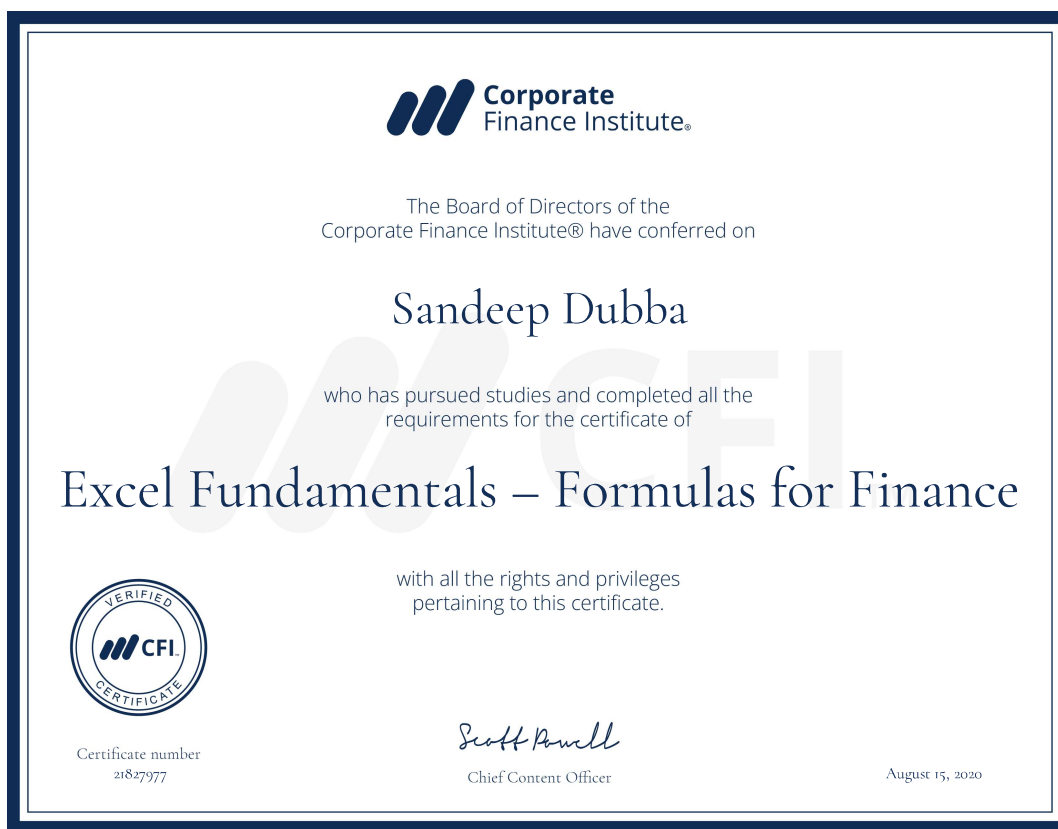 Corporate
Finance Institute®
The Board of Directors of the
Corporate Finance Institute® have conferred on
Sandeep Dubba
who has pursued studies and completed all the
requirements for the certificate of
Excel Fundamentals – Formulas for Finance
with all the rights and privileges
pertaining to this certificate.
VERIFIED
CFI™
CERTIFICATE
Certificate number
21827977
Scott Powell
Chief Content Officer
August 15, 2020
CFI